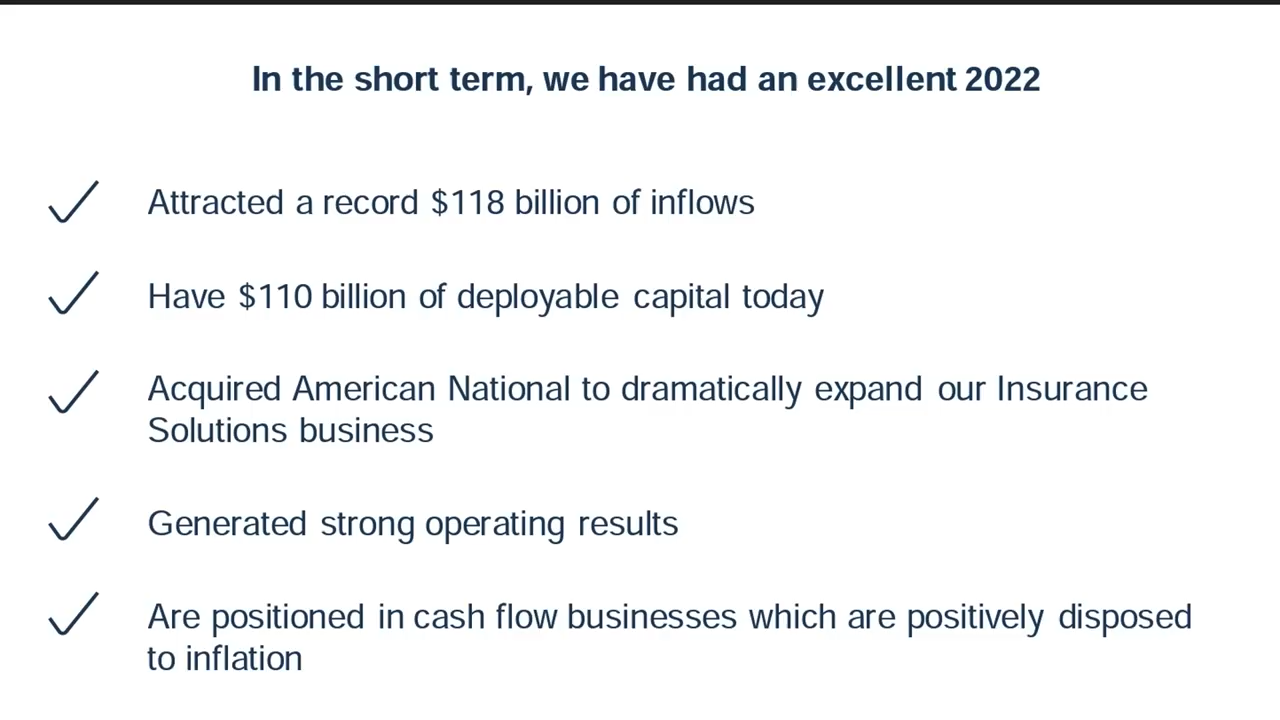 In the short term, we have had an excellent 2022
Attracted a record $118 billion of inflows
Have $110 billion of deployable capital today
Acquired American National to dramatically expand our Insurance
Solutions business
Generated strong operating results
Are positioned in cash flow businesses which are positively disposed
to inflation